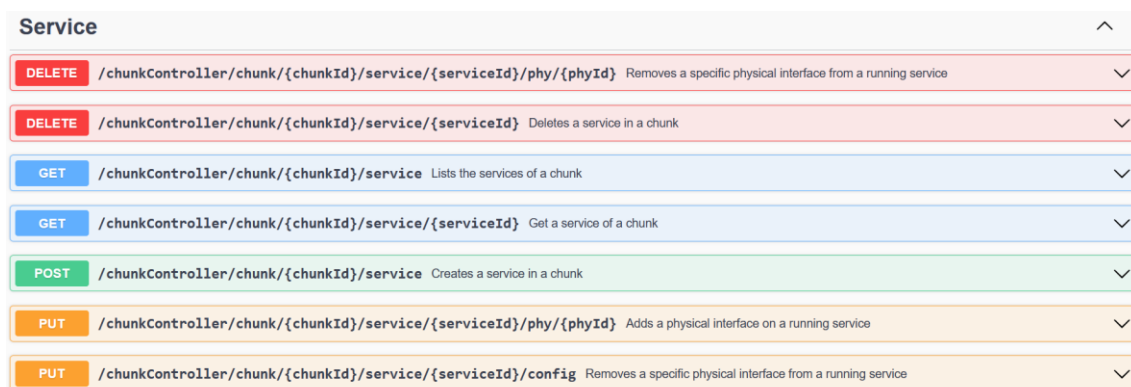 Service
DELETE /chunkController/chunk/{chunkId}/service/{serviceId}/phy/{phyId} Removes a specific physical interface from a running service
DELETE /chunkController/chunk/{chunkId}/service/{serviceId} Deletes a service in a chunk
GET /chunkController/chunk/{chunkId}/service Lists the services of a chunk
GET /chunkController/chunk/{chunkId}/service/{serviceId} Get a service of a chunk
POST /chunkController/chunk/{chunkId}/service Creates a service in a chunk
PUT /chunkController/chunk/{chunkId}/service/{serviceId}/phy/{phyId} Adds a physical interface on a running service
PUT /chunkController/chunk/{chunkId}/service/{serviceId}/config Removes a specific physical interface from a running service